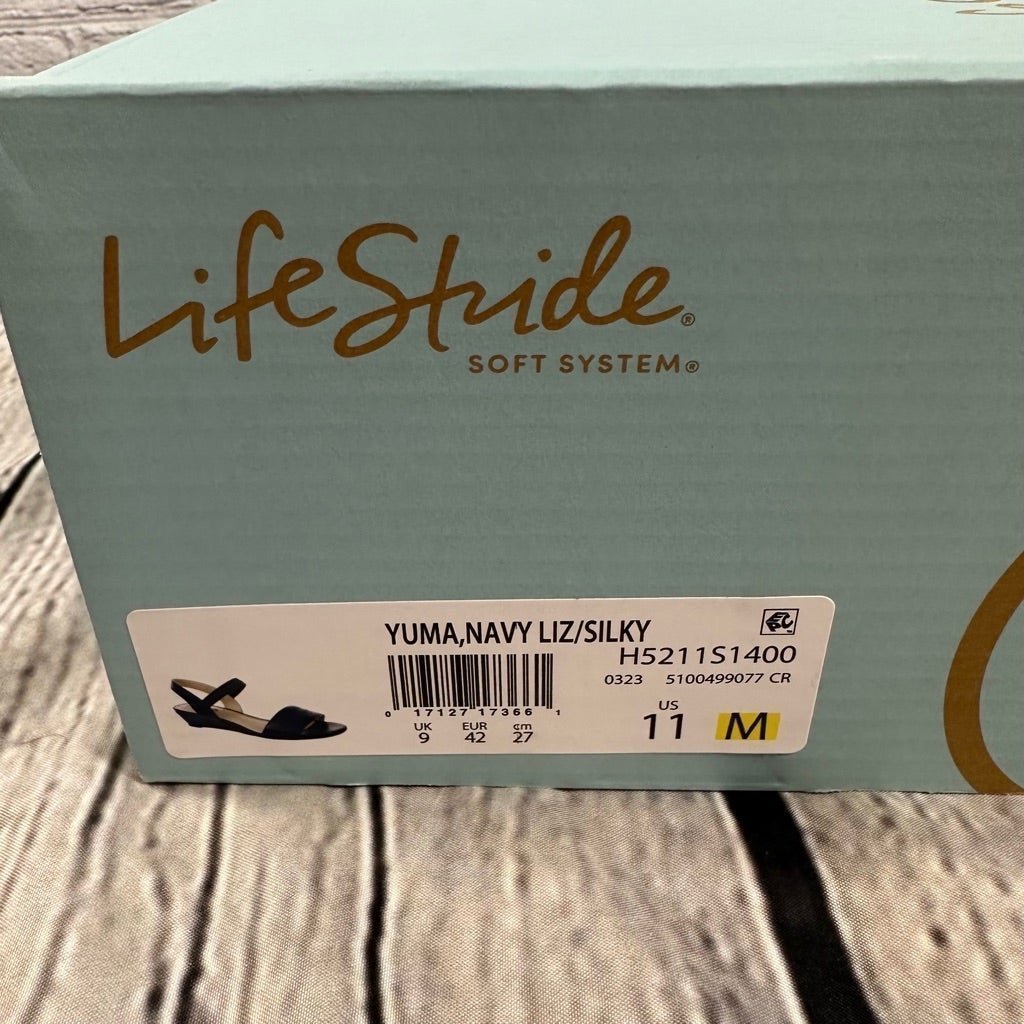 LifeStride®
SOFT SYSTEM®
YUMA,NAVY LIZ/SILKY
H5211S1400
0323 5100499077 CR
0 17127 17366 1
UK EUR cm
9 42 27
US
11 M